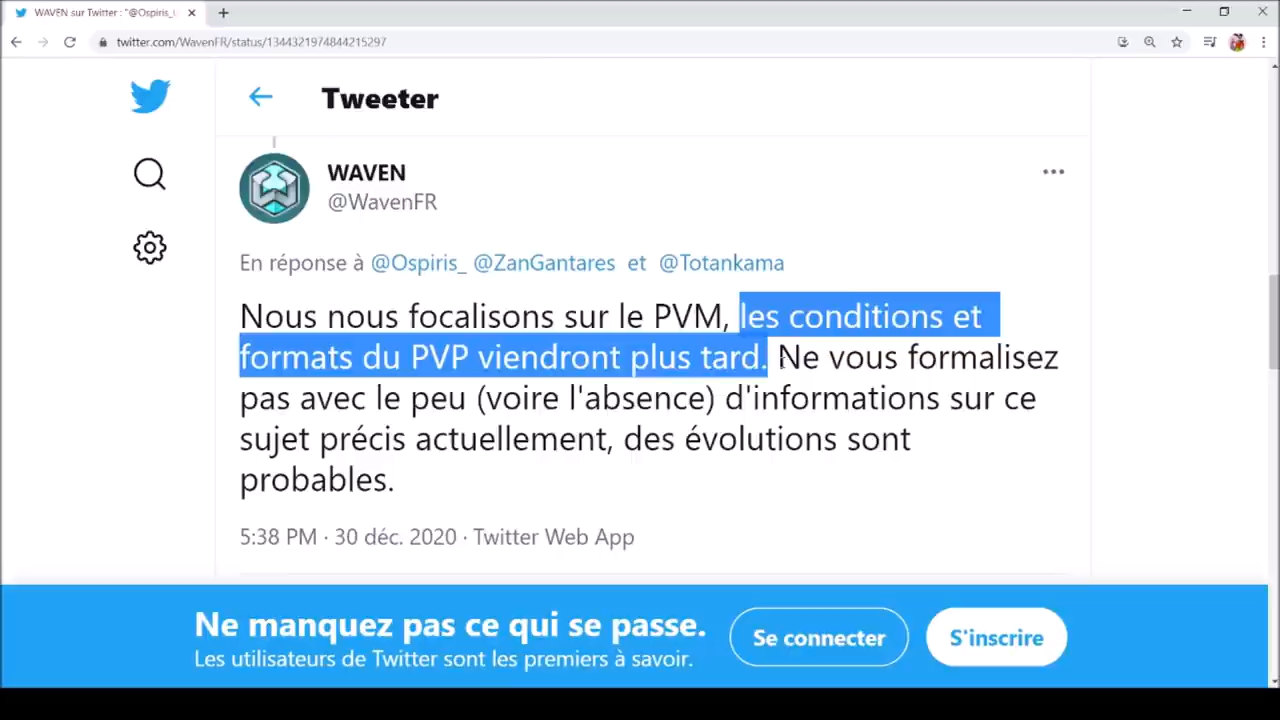 WAVEN sur Twitter : "@Ospiris_
twitter.com/WavenFR/status/1344321974844215297
Tweeter
WAVEN
@WavenFR
En réponse à @Ospiris_ @ZanGantares et @Totankama
Nous nous focalisons sur le PVM, les conditions et
formats du PVP viendront plus tard. Ne vous formalisez
pas avec le peu (voire l'absence) d'informations sur ce
sujet précis actuellement, des évolutions sont
probables.
5:38 PM · 30 déc. 2020 · Twitter Web App
Ne manquez pas ce qui se passe.
Les utilisateurs de Twitter sont les premiers à savoir.
Se connecter
S'inscrire